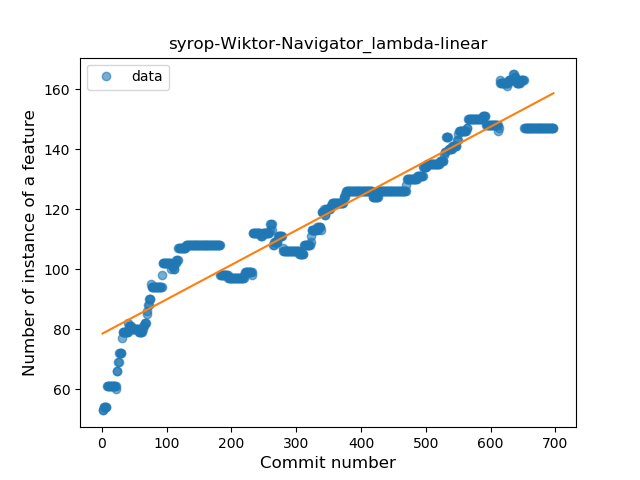 syrop-Wiktor-Navigator_lambda-linear
data
Number of instance of a feature
160
140
120
100
80
60
0 100 200 300 400 500 600 700
Commit number